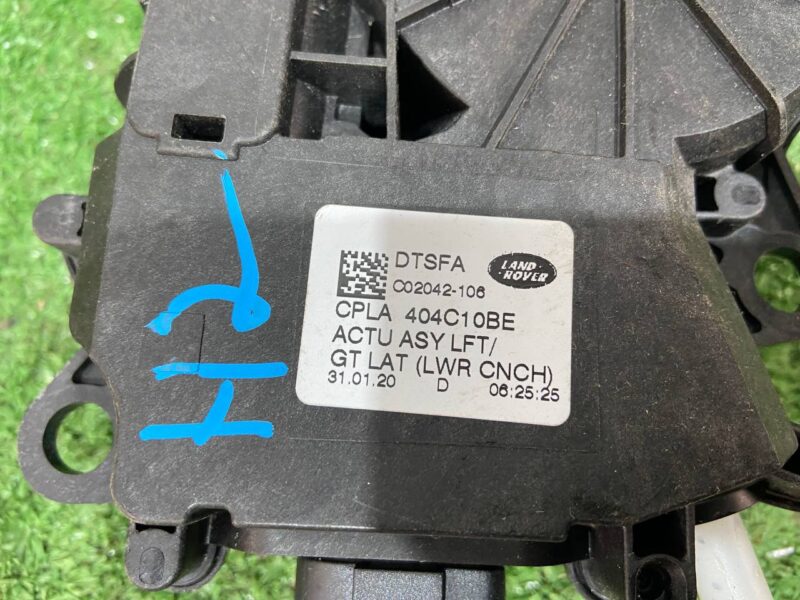 DTSFA
LAND
ROVER
C02042-106
CPLA 404C10BE
ACTU ASY LFT/
GT LAT (LWR CNCH)
31.01.20 D 06:25:25
H2